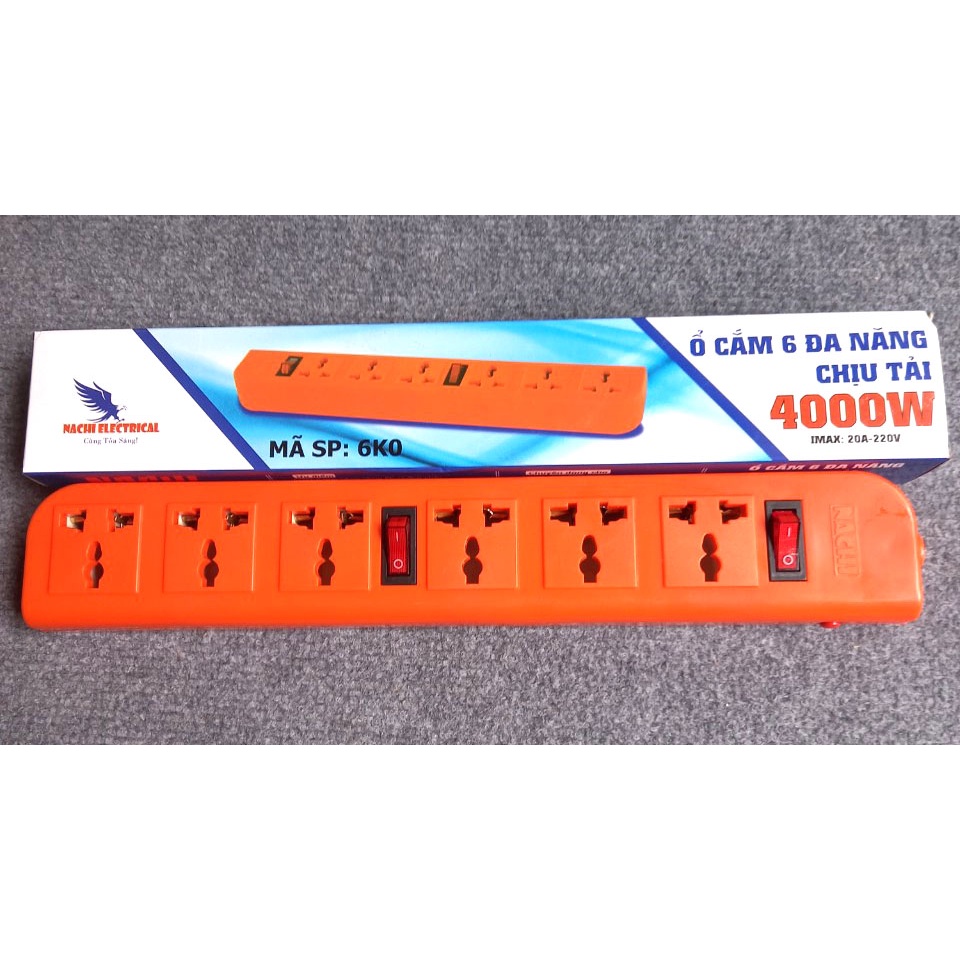 Ổ CẮM 6 ĐA NĂNG
CHỊU TẢI
4000W
IMAX: 20A-220V
NACHI ELECTRICAL
Cùng Tỏa Sáng!
MÃ SP: 6K0
Ổ CẮM 6 ĐA NĂNG
NACHI